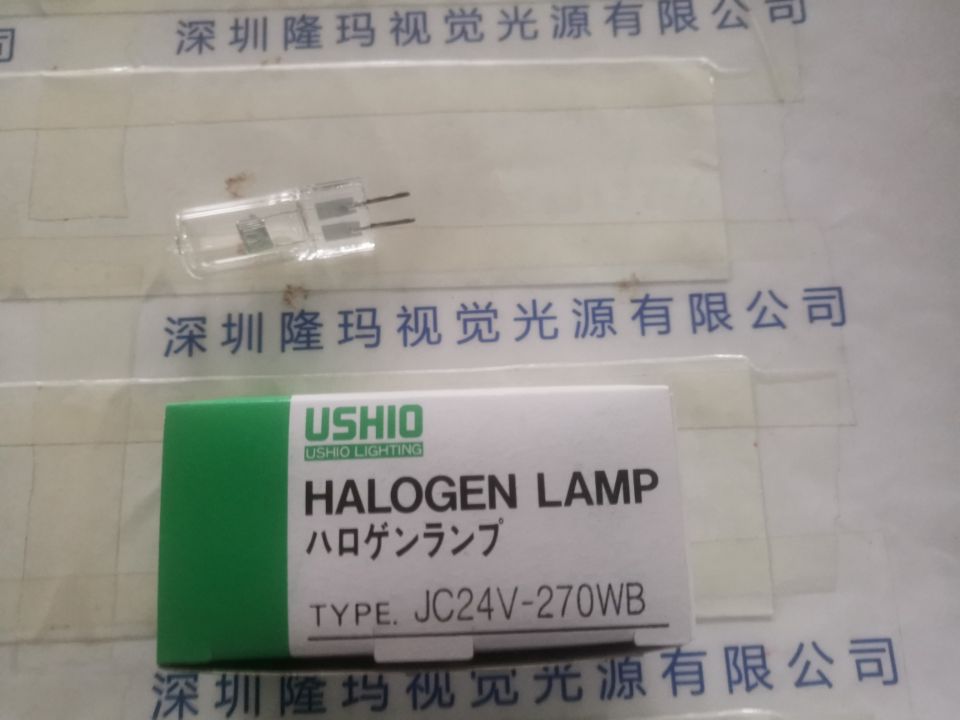 司
深圳隆玛视觉光源有限公司
深圳隆玛视觉光源有限公司
USHIO
USHIO LIGHTING
HALOGEN LAMP
ハロゲンランプ
TYPE. JC24V-270WB
深圳隆玛视觉光源有限公司